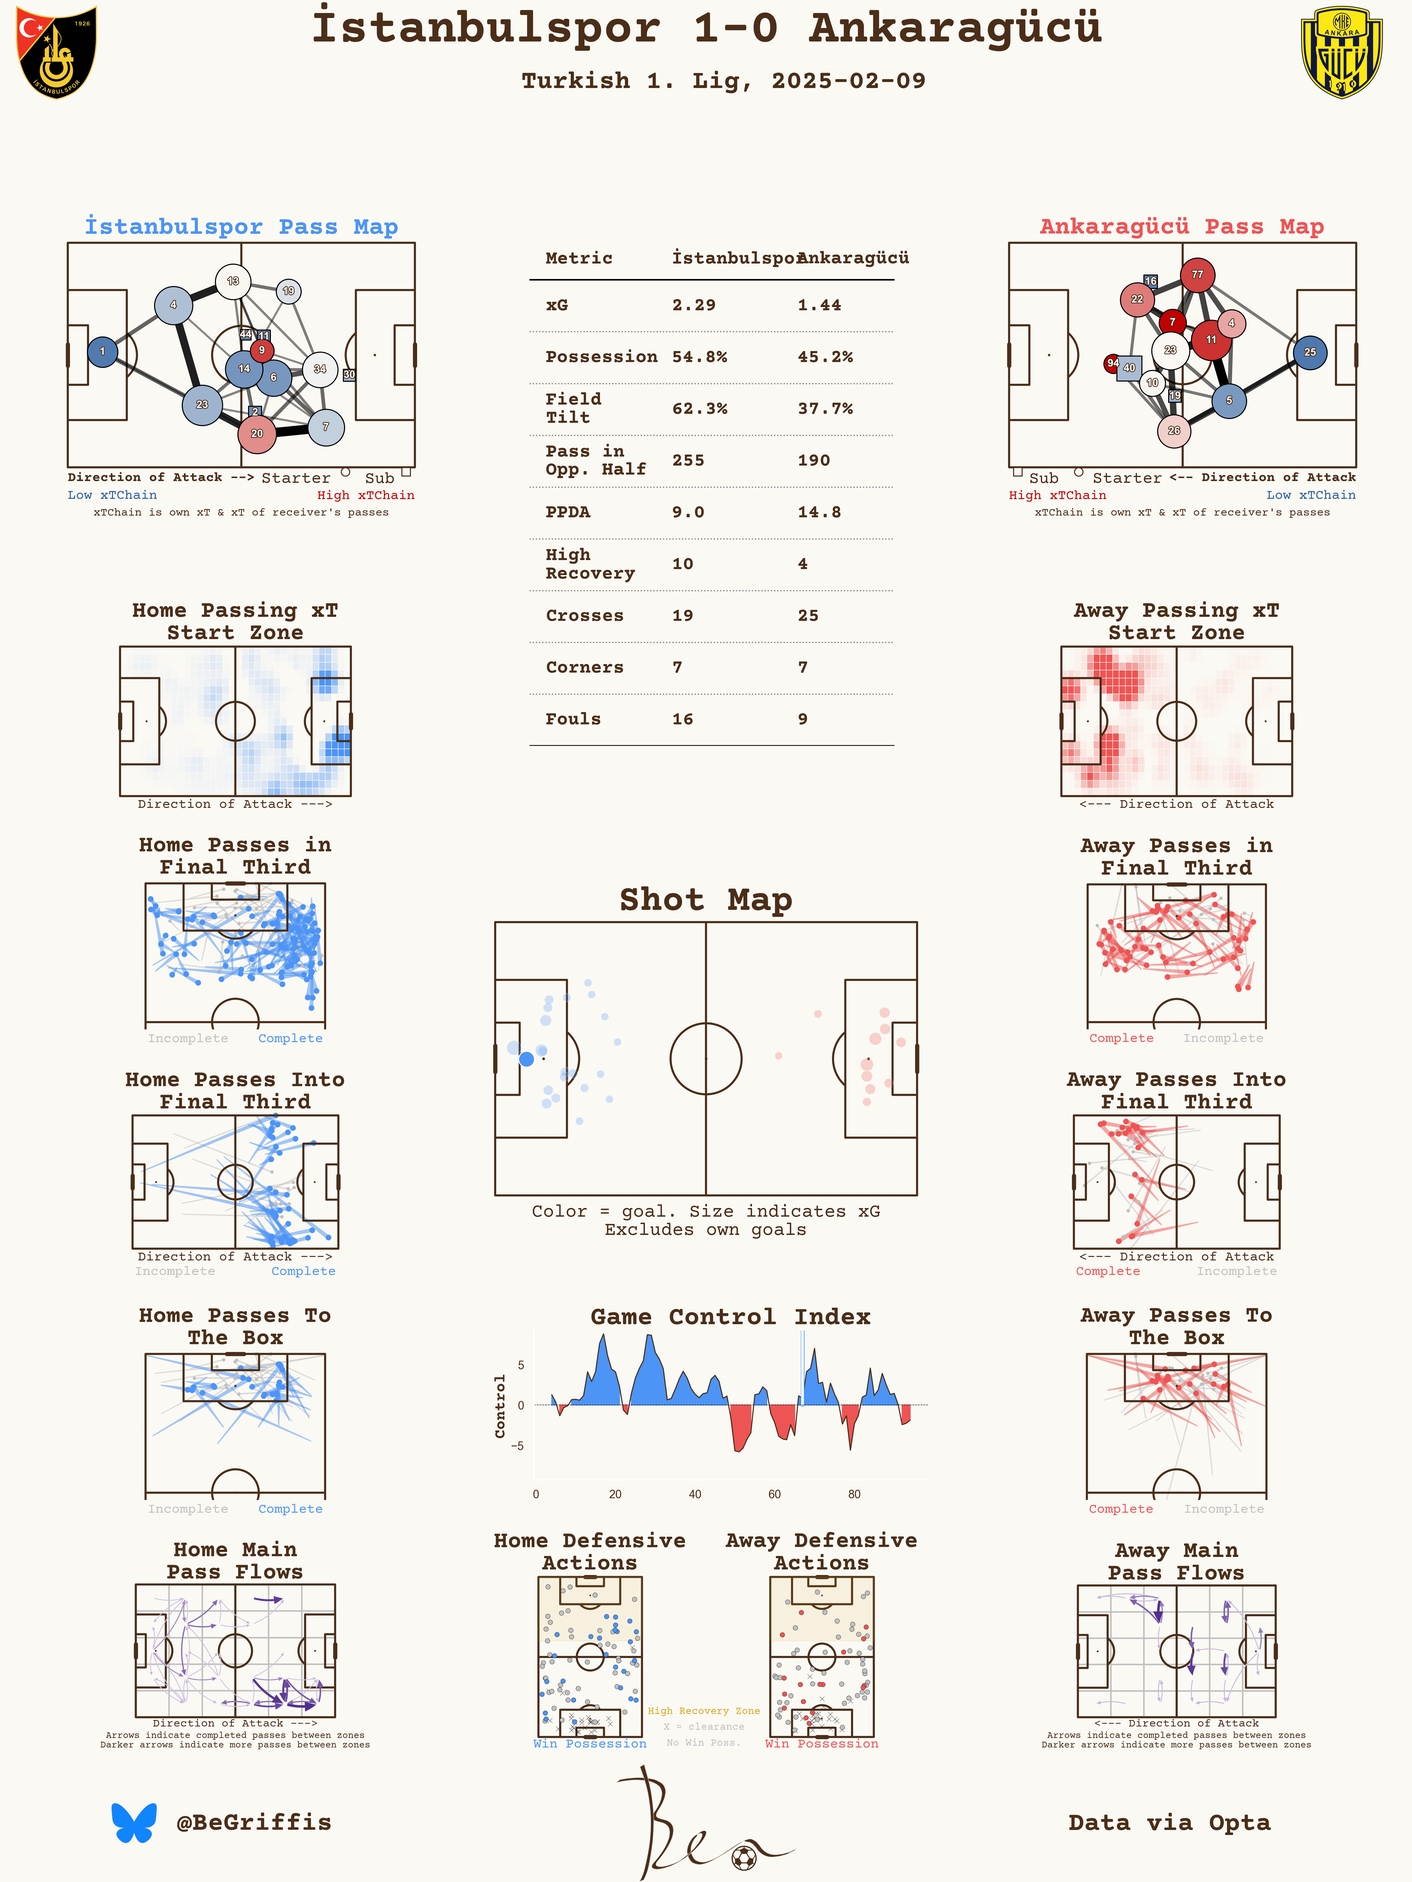 İstanbulspor 1-0 Ankaragücü
Turkish 1. Lig, 2025-02-09
1926
İSTANBULSPOR
MKE
ANKARA
GÜCÜ
1910
İstanbulspor Pass Map
1
4
13
19
44
11
9
14
6
34
30
23
2
20
7
Direction of Attack --> Starter Sub
Low xTChain High xTChain
xTChain is own xT & xT of receiver's passes
Metric İstanbulspor Ankaragücü
xG 2.29 1.44
Possession 54.8% 45.2%
Field
Tilt 62.3% 37.7%
Pass in
Opp. Half 255 190
PPDA 9.0 14.8
High
Recovery 10 4
Crosses 19 25
Corners 7 7
Fouls 16 9
Ankaragücü Pass Map
16
77
22
7
4
11
23
94
40
10
19
5
25
26
Sub Starter <-- Direction of Attack
High xTChain Low xTChain
xTChain is own xT & xT of receiver's passes
Home Passing xT
Start Zone
Direction of Attack --->
Away Passing xT
Start Zone
<--- Direction of Attack
Home Passes in
Final Third
Incomplete Complete
Away Passes in
Final Third
Complete Incomplete
Shot Map
Color = goal. Size indicates xG
Excludes own goals
Home Passes Into
Final Third
Direction of Attack --->
Incomplete Complete
Away Passes Into
Final Third
<--- Direction of Attack
Complete Incomplete
Home Passes To
The Box
Incomplete Complete
Game Control Index
Control
5
0
−5
0 20 40 60 80
Away Passes To
The Box
Complete Incomplete
Home Main
Pass Flows
Direction of Attack --->
Arrows indicate completed passes between zones
Darker arrows indicate more passes between zones
Home Defensive
Actions
Win Possession
High Recovery Zone
X = clearance
No Win Poss.
Away Defensive
Actions
Win Possession
Away Main
Pass Flows
<--- Direction of Attack
Arrows indicate completed passes between zones
Darker arrows indicate more passes between zones
@BeGriffis
Ben
Data via Opta